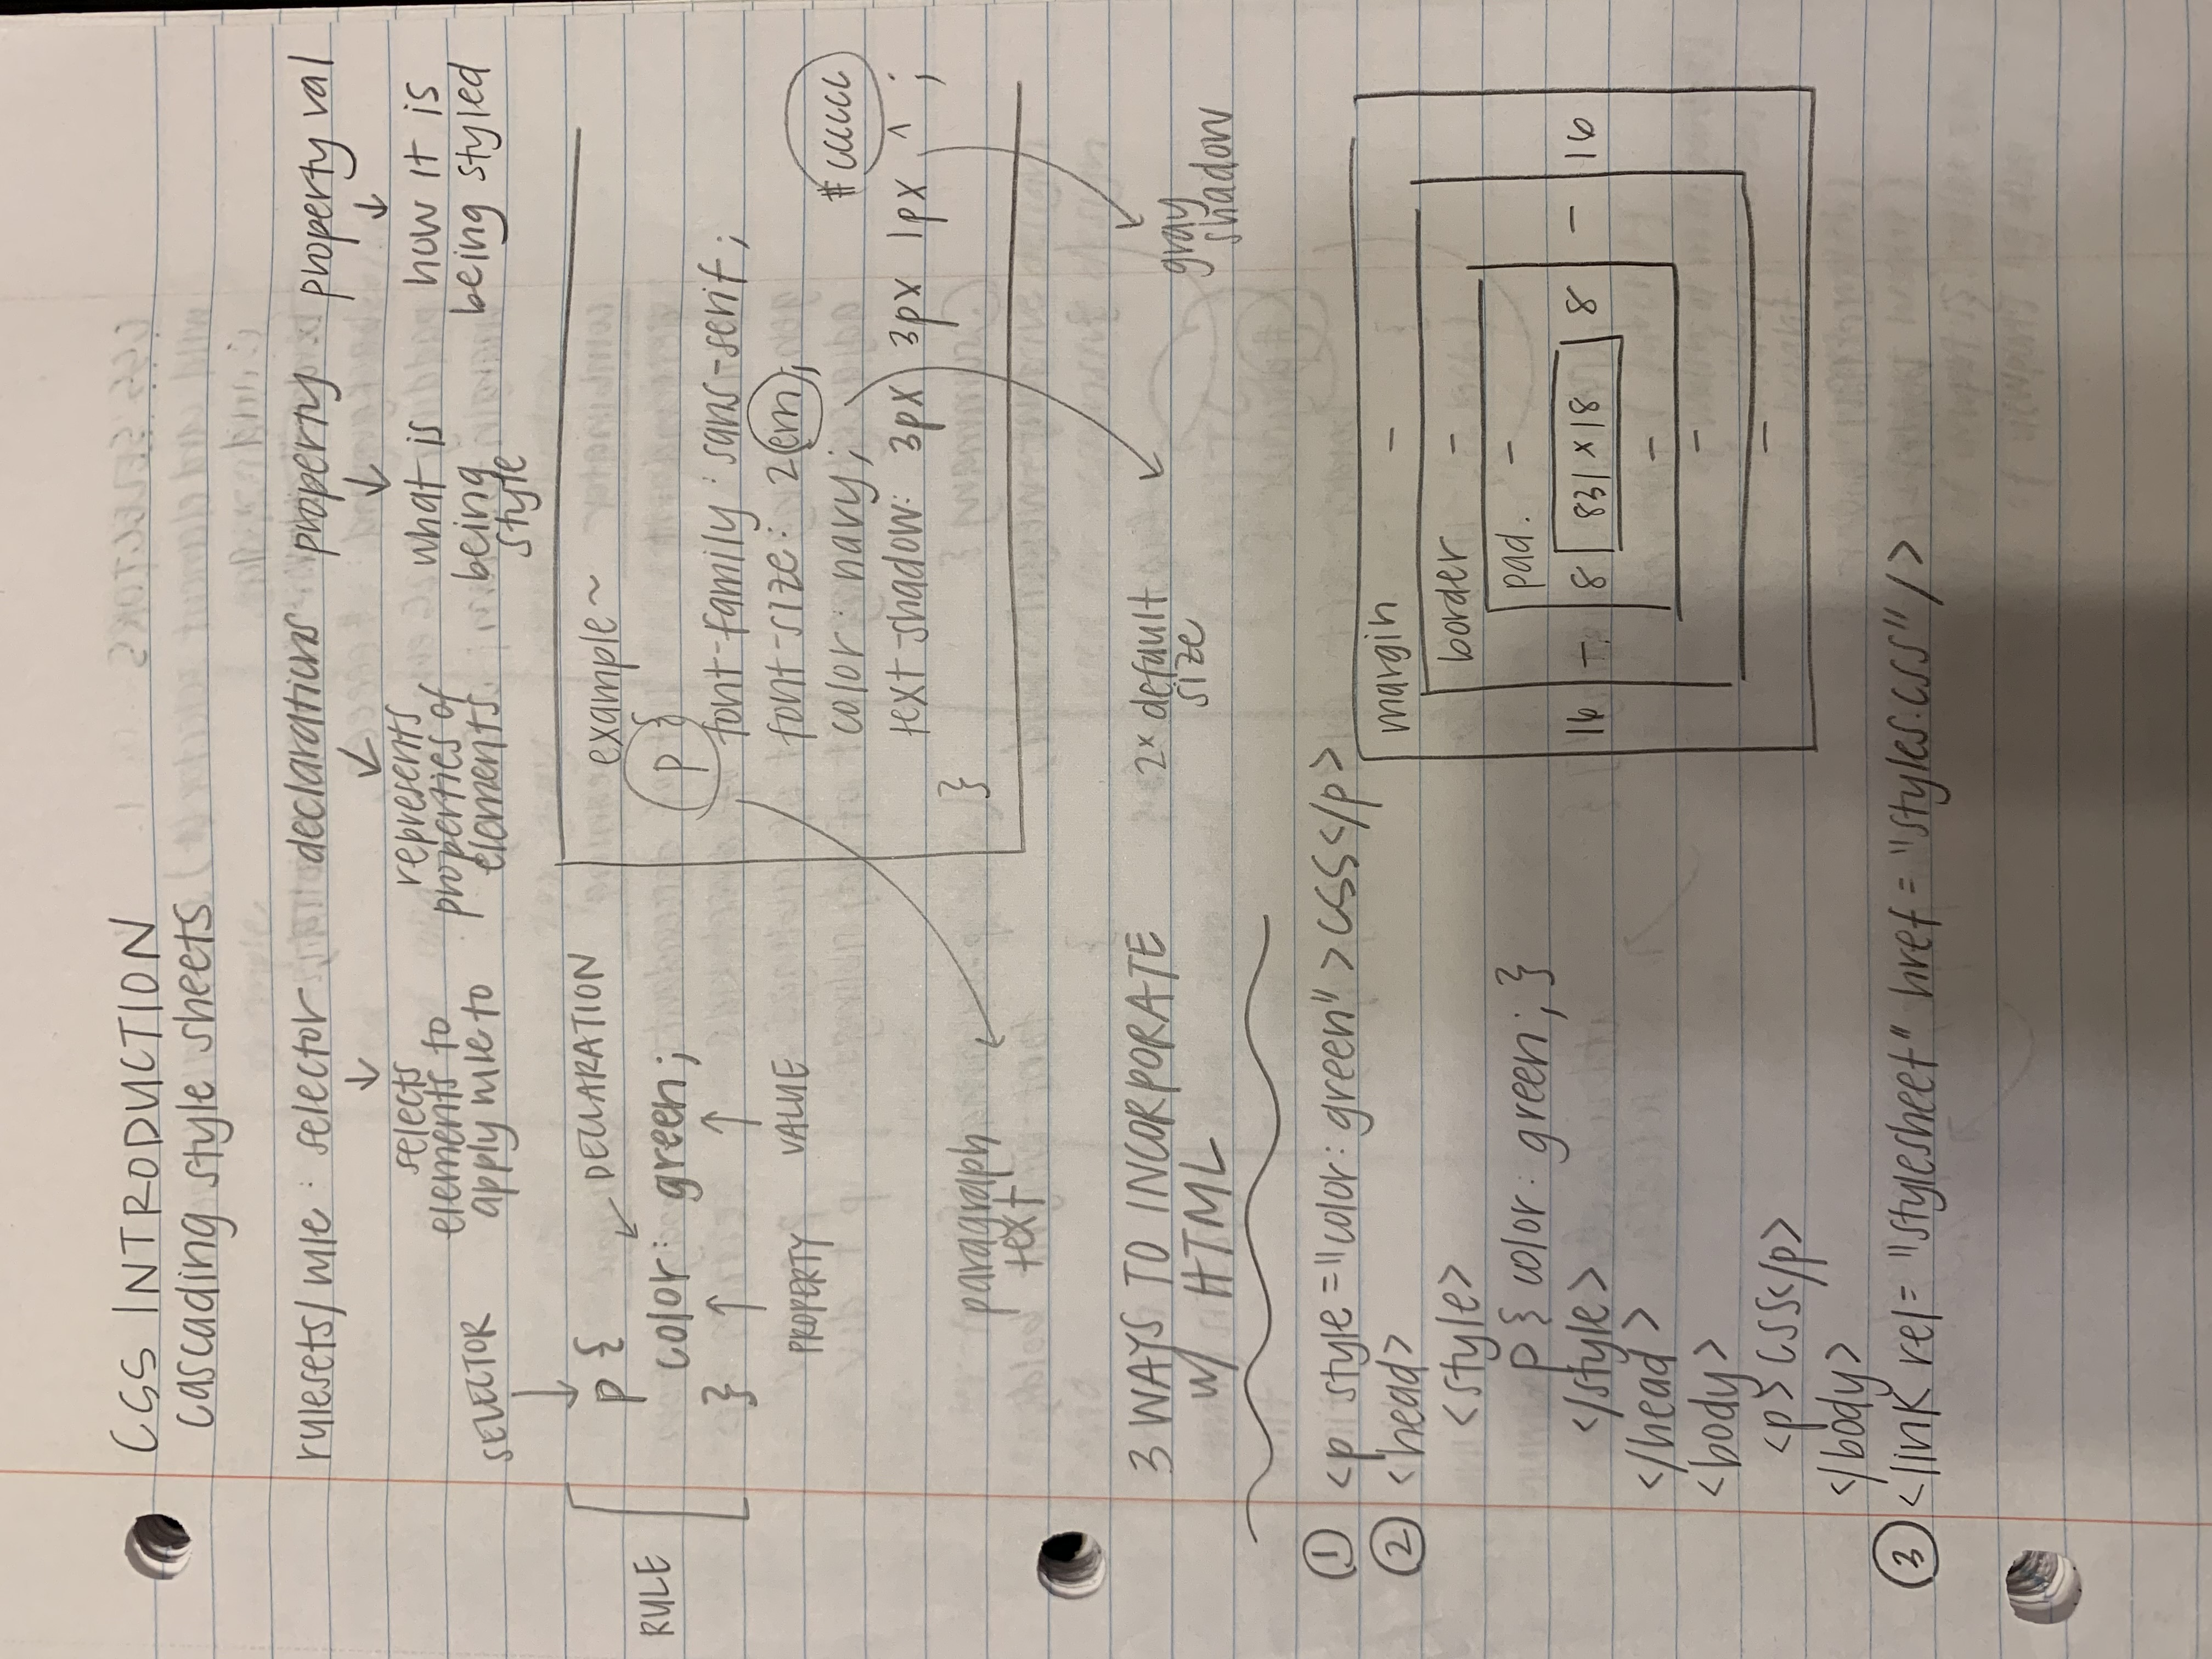 CSS INTRODUCTION
cascading style sheets
rulesets/rule: selector declarations property property val
selects elements to apply rule to
represents properties of elements
what is being style
how it is being styled
SELECTOR
RULE
p {
DECLARATION
color: green;
}
PROPERTY
VALUE
example~
p {
font-family: sans-serif;
font-size: 2em;
color: navy;
#cccccc
text-shadow: 3px 3px 1px ^ ;
}
paragraph
text
2x default
size
gray
shadow
3 WAYS TO INCORPORATE
w/ HTML
① <p style="color: green">CSS</p>
② <head>
<style>
p { color: green; }
</style>
</head>
<body>
<p>CSS</p>
</body>
③ <link rel="stylesheet" href="styles.css"/>
margin -
border -
pad. -
16 - 8 831 x 18 8 - 16
-
-
-